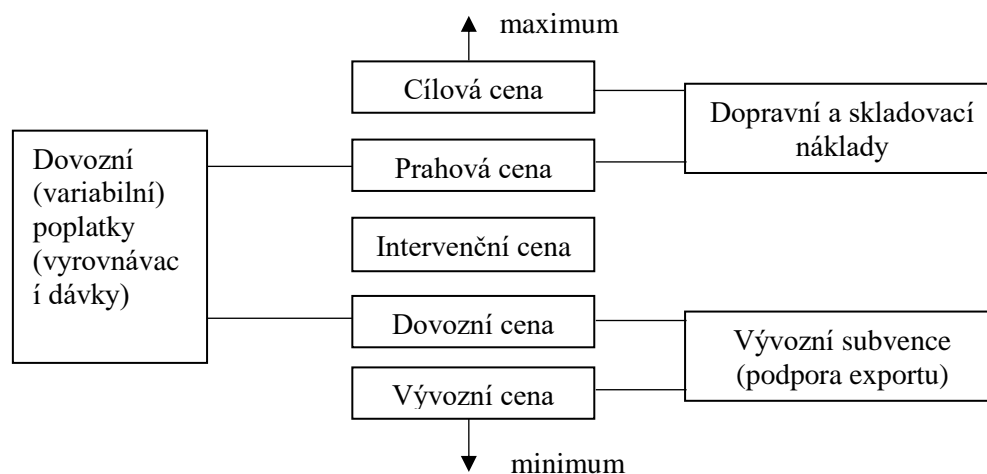 maximum
Cílová cena
Dopravní a skladovací
náklady
Dovozní
(variabilní)
poplatky
(vyrovnávac
í dávky)
Prahová cena
Intervenční cena
Dovozní cena
Vývozní subvence
(podpora exportu)
Vývozní cena
minimum